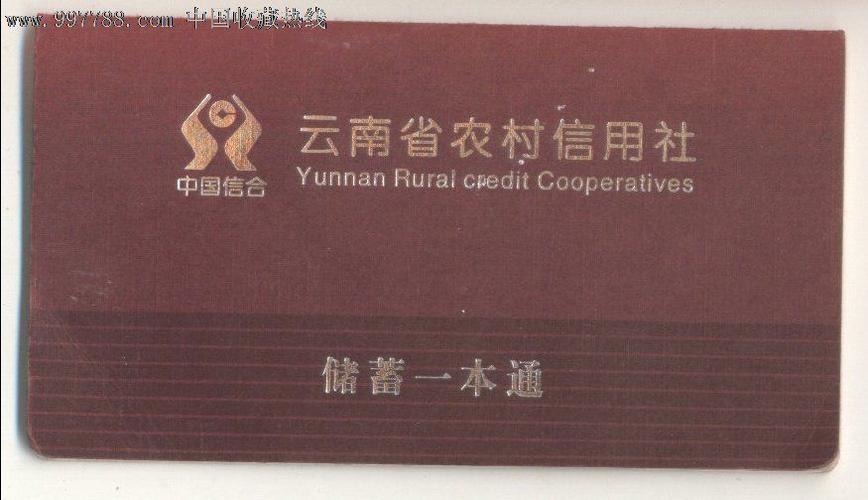 www.997788.com 中国收藏热线
云南省农村信用社
Yunnan Rural credit Cooperatives
中国信合
储蓄一本通